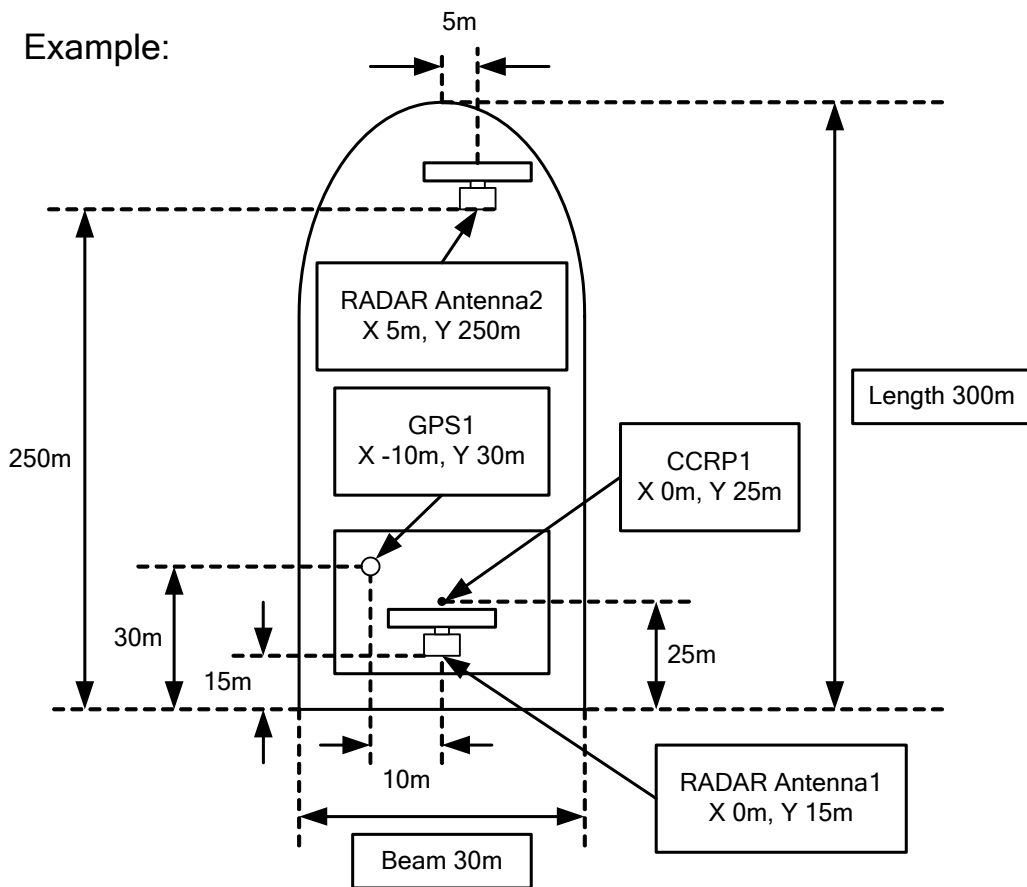 5m
Example:
RADAR Antenna2
X 5m, Y 250m
Length 300m
GPS1
X -10m, Y 30m
250m
CCRP1
X 0m, Y 25m
30m
25m
15m
10m
RADAR Antenna1
X 0m, Y 15m
Beam 30m